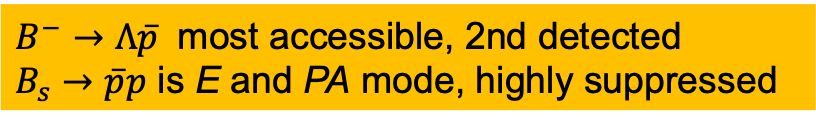 B⁻ → Λp̄ most accessible, 2nd detected
Bₛ → p̄p is E and PA mode, highly suppressed